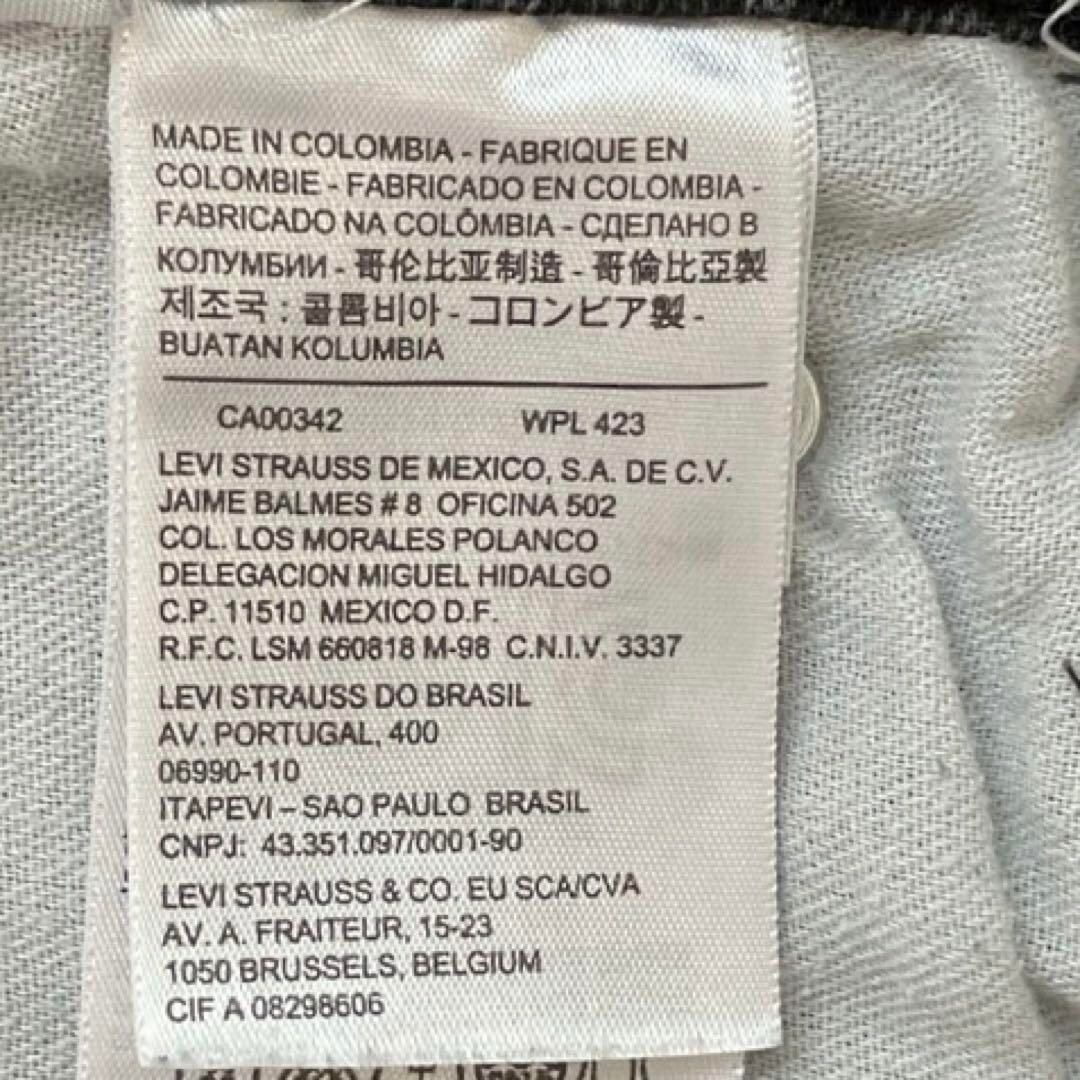 MADE IN COLOMBIA - FABRIQUE EN
COLOMBIE - FABRICADO EN COLOMBIA -
FABRICADO NA COLÔMBIA - СДЕЛАНО В
КОЛУМБИИ - 哥伦比亚制造 - 哥倫比亞製
제조국 : 콜롬비아 - コロンビア製 -
BUATAN KOLUMBIA
CA00342 WPL 423
LEVI STRAUSS DE MEXICO, S.A. DE C.V.
JAIME BALMES # 8 OFICINA 502
COL. LOS MORALES POLANCO
DELEGACION MIGUEL HIDALGO
C.P. 11510 MEXICO D.F.
R.F.C. LSM 660818 M-98 C.N.I.V. 3337
LEVI STRAUSS DO BRASIL
AV. PORTUGAL, 400
06990-110
ITAPEVI – SAO PAULO BRASIL
CNPJ: 43.351.097/0001-90
LEVI STRAUSS & CO. EU SCA/CVA
AV. A. FRAITEUR, 15-23
1050 BRUSSELS, BELGIUM
CIF A 08298606